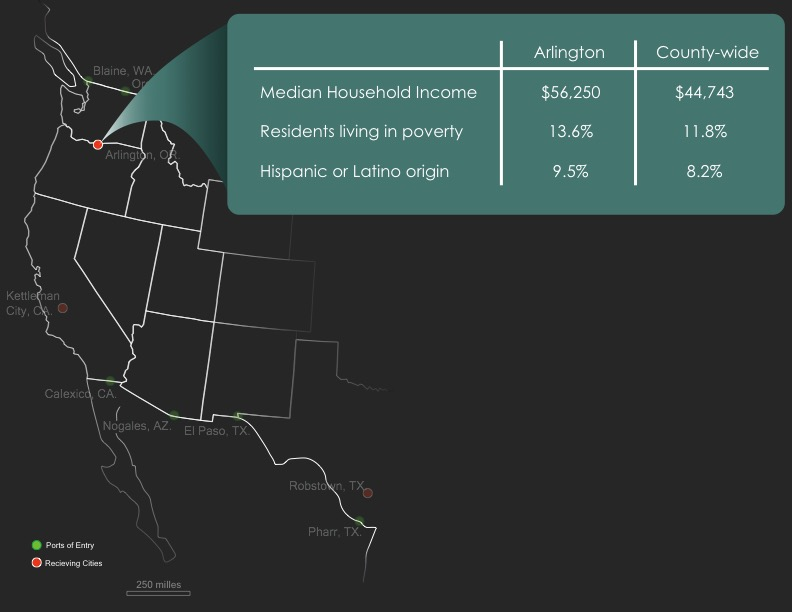 Arlington County-wide
Median Household Income $56,250 $44,743
Residents living in poverty 13.6% 11.8%
Hispanic or Latino origin 9.5% 8.2%
Blaine, WA
Arlington, OR.
Kettleman
City, CA.
Calexico, CA.
Nogales, AZ.
El Paso, TX.
Robstown, TX.
Pharr, TX.
Ports of Entry
Recieving Cities
250 milles